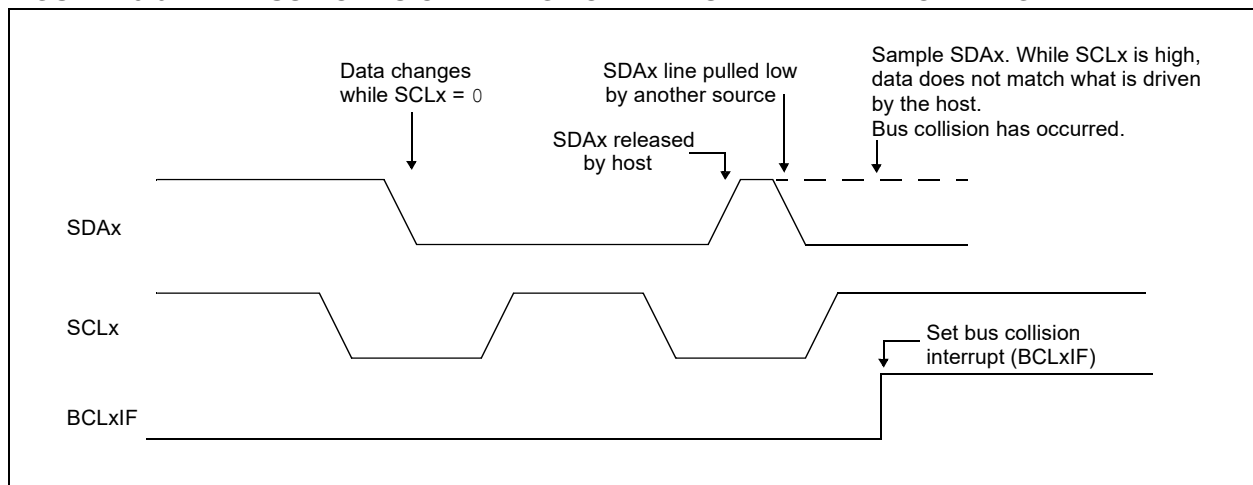 Data changes
while SCLx = 0
SDAx line pulled low
by another source
SDAx released
by host
Sample SDAx. While SCLx is high,
data does not match what is driven
by the host.
Bus collision has occurred.
SDAx
SCLx
Set bus collision
interrupt (BCLxIF)
BCLxIF